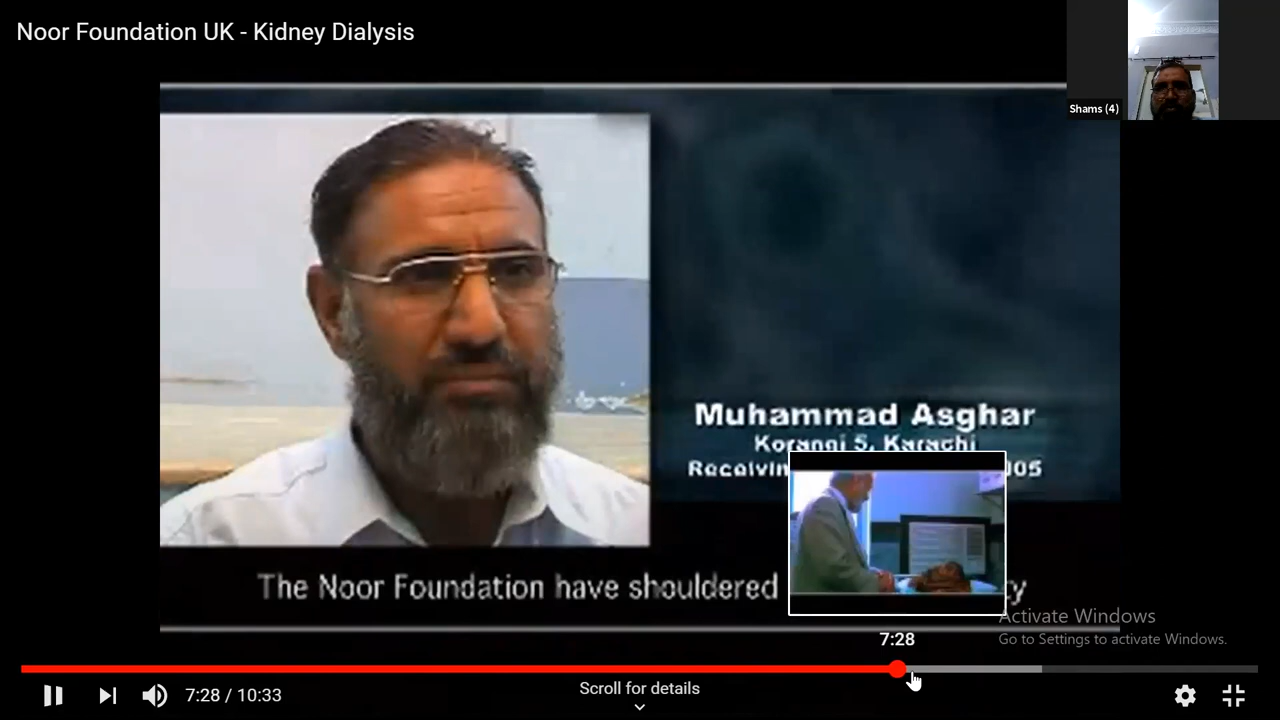 Noor Foundation UK - Kidney Dialysis
Shams (4)
Muhammad Asghar
Korangi 5, Karachi
005
The Noor Foundation have shouldered
Activate Windows
Go to Settings to activate Windows.
7:28
7:28 / 10:33
Scroll for details